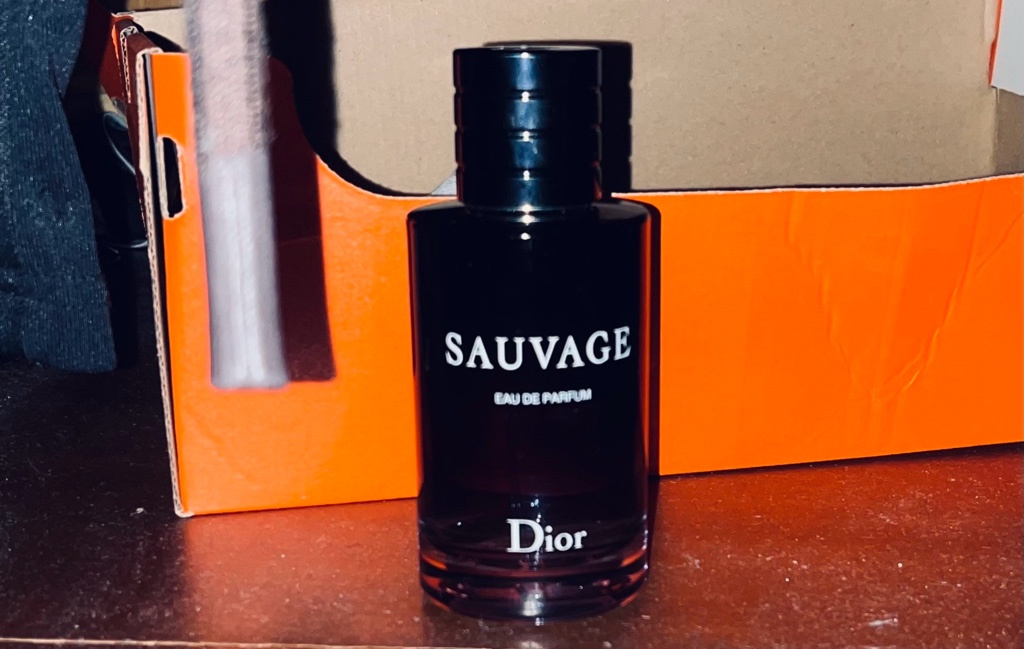 SAUVAGE
EAU DE PARFUM
Dior